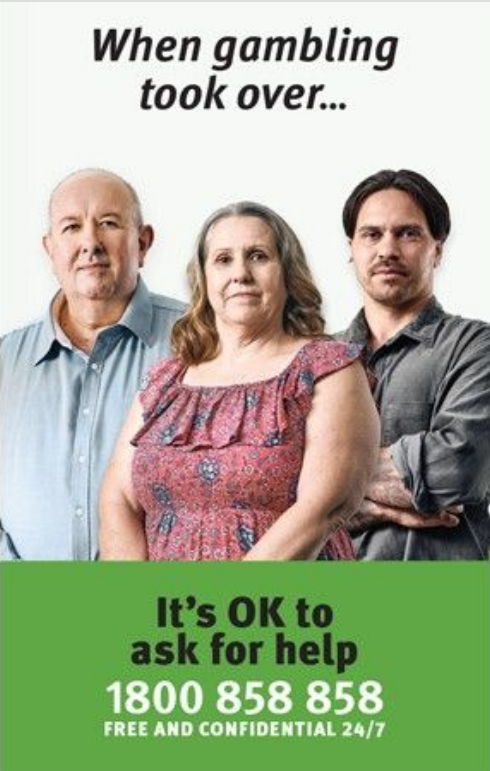 When gambling
took over...
It's OK to
ask for help
1800 858 858
FREE AND CONFIDENTIAL 24/7